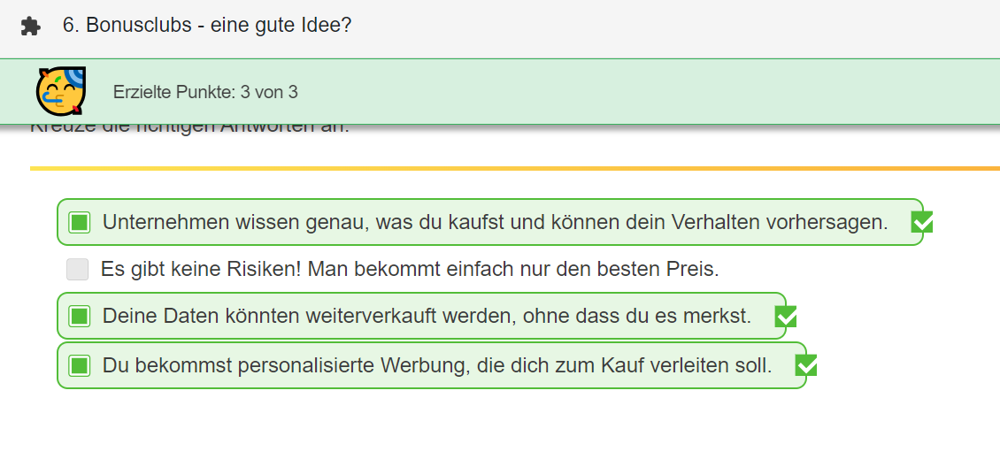 6. Bonusclubs - eine gute Idee?
Erzielte Punkte: 3 von 3
Kreuze die richtigen Antworten an.
Unternehmen wissen genau, was du kaufst und können dein Verhalten vorhersagen.
Es gibt keine Risiken! Man bekommt einfach nur den besten Preis.
Deine Daten könnten weiterverkauft werden, ohne dass du es merkst.
Du bekommst personalisierte Werbung, die dich zum Kauf verleiten soll.